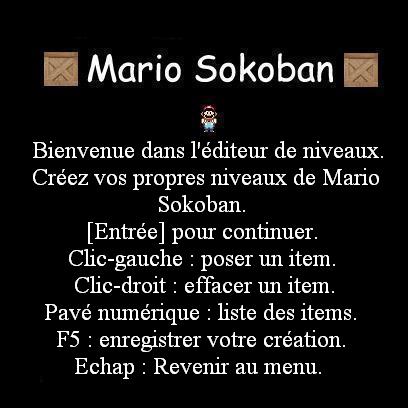 Mario Sokoban
Bienvenue dans l'éditeur de niveaux.
Créez vos propres niveaux de Mario
Sokoban.
[Entrée] pour continuer.
Clic-gauche : poser un item.
Clic-droit : effacer un item.
Pavé numérique : liste des items.
F5 : enregistrer votre création.
Echap : Revenir au menu.